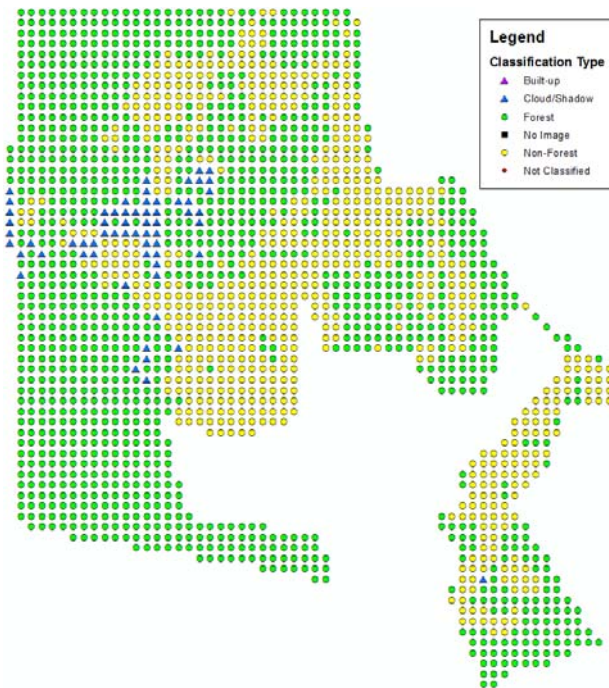 Legend
Classification Type
Built-up
Cloud/Shadow
Forest
No Image
Non-Forest
Not Classified